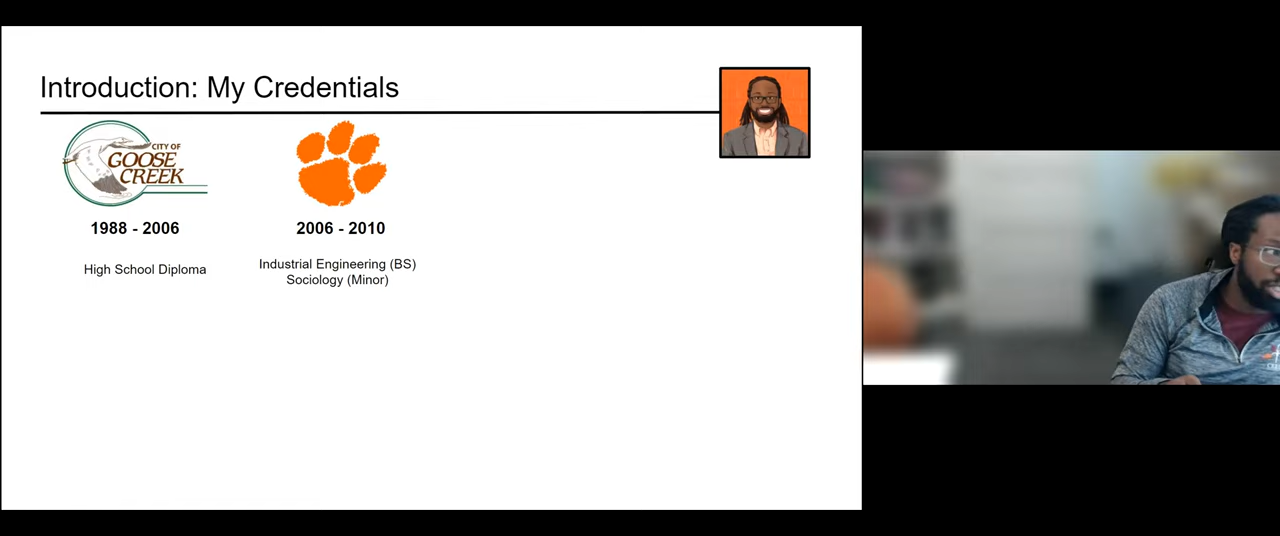 Introduction: My Credentials
CITY OF
GOOSE
CREEK
1988 - 2006
2006 - 2010
High School Diploma
Industrial Engineering (BS)
Sociology (Minor)